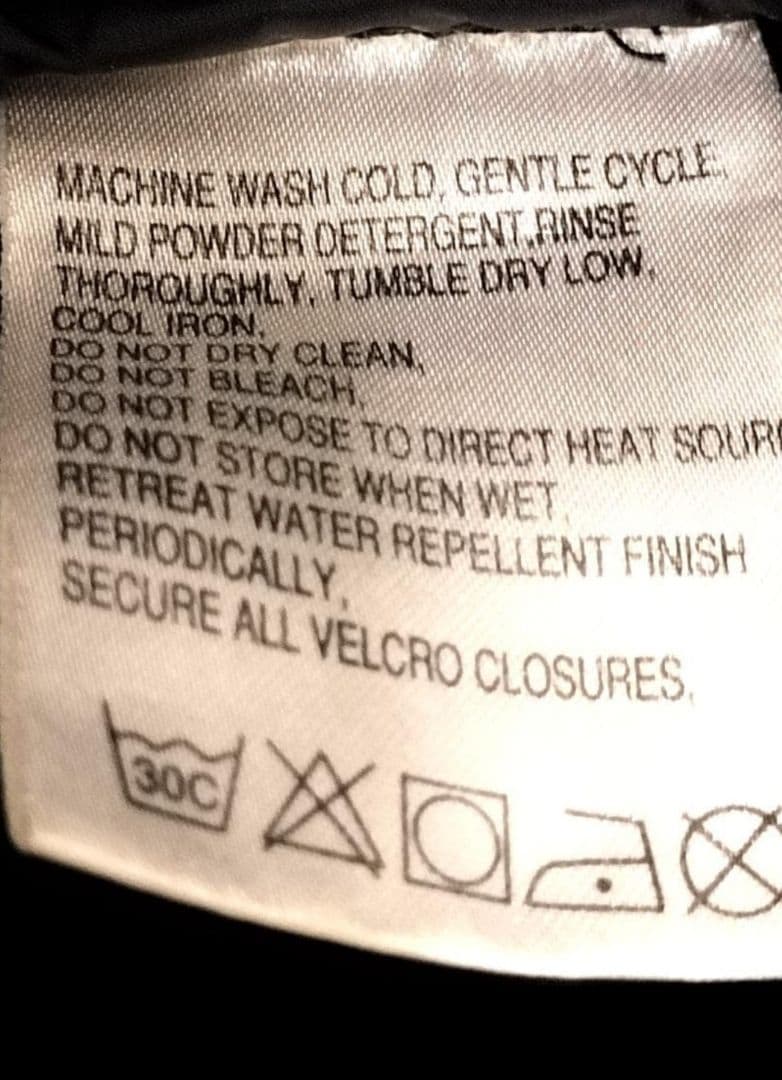 MACHINE WASH COLD, GENTLE CYCLE,
MILD POWDER DETERGENT,RINSE
THOROUGHLY, TUMBLE DRY LOW,
COOL IRON,
DO NOT DRY CLEAN,
DO NOT BLEACH,
DO NOT EXPOSE TO DIRECT HEAT
DO NOT STORE WHEN WET,
RETREAT WATER REPELLENT FINISH
PERIODICALLY,
SECURE ALL VELCRO CLOSURES,
30C